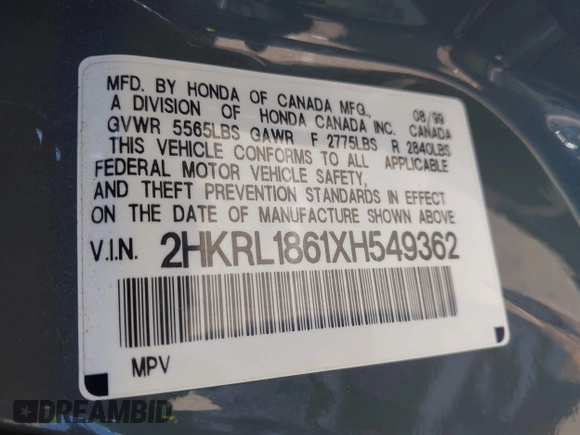 MFD. BY HONDA OF CANADA MFG., 08/99
A DIVISION OF HONDA CANADA INC. CANADA
GVWR 5565LBS GAWR F 2775LBS R 2840LBS
THIS VEHICLE CONFORMS TO ALL APPLICABLE
FEDERAL MOTOR VEHICLE SAFETY,
AND THEFT PREVENTION STANDARDS IN EFFECT
ON THE DATE OF MANUFACTURE SHOWN ABOVE
V.I.N. 2HKRL1861XH549362
MPV
DREAMBID